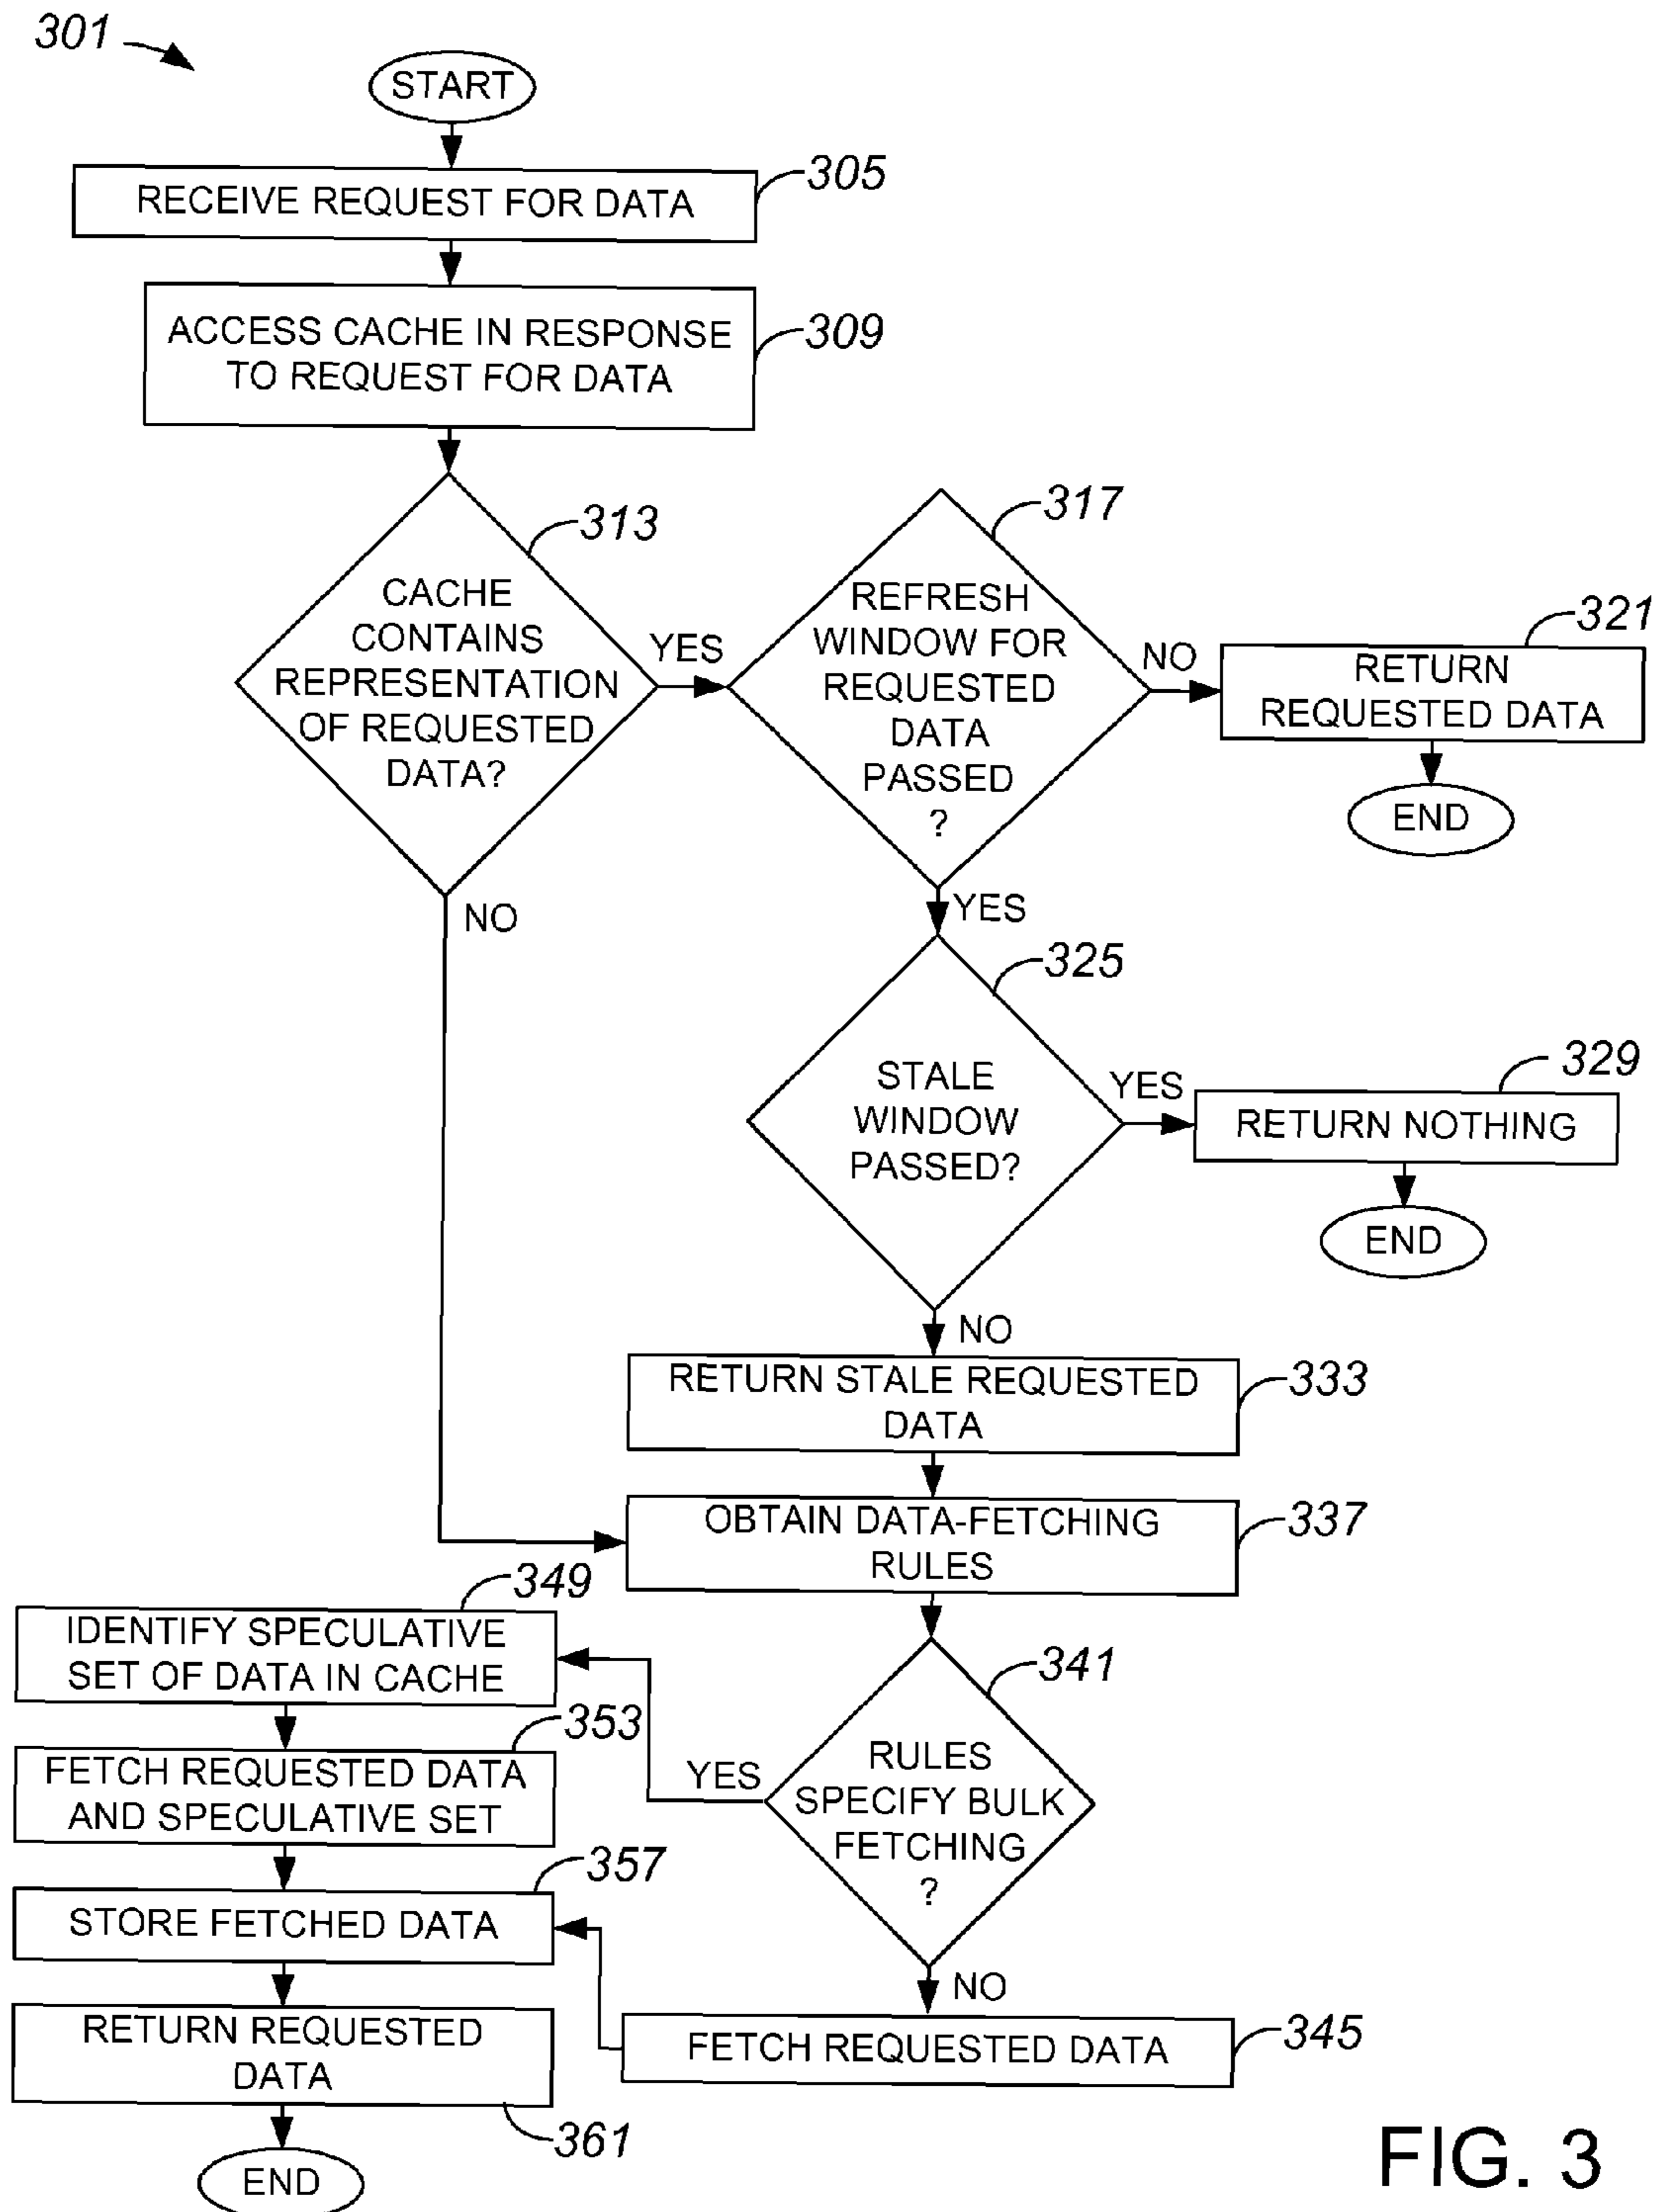 301
START
RECEIVE REQUEST FOR DATA
305
ACCESS CACHE IN RESPONSE
TO REQUEST FOR DATA
309
CACHE
CONTAINS
REPRESENTATION
OF REQUESTED
DATA?
313
YES
NO
REFRESH
WINDOW FOR
REQUESTED
DATA
PASSED
?
317
NO
YES
RETURN
REQUESTED DATA
321
END
STALE
WINDOW
PASSED?
325
YES
NO
RETURN NOTHING
329
END
RETURN STALE REQUESTED
DATA
333
OBTAIN DATA-FETCHING
RULES
337
RULES
SPECIFY BULK
FETCHING
?
341
YES
NO
FETCH REQUESTED DATA
345
IDENTIFY SPECULATIVE
SET OF DATA IN CACHE
349
FETCH REQUESTED DATA
AND SPECULATIVE SET
353
STORE FETCHED DATA
357
RETURN REQUESTED
DATA
361
END
FIG. 3